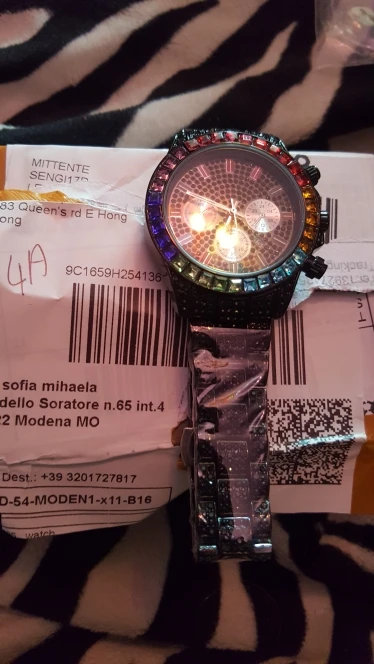 MITTENTE
83 Queen's rd E Hong
ong
4A
9C1659H254138
sofia mihaela
dello Soratore n.65 int.4
22 Modena MO
Dest.: +39 3201727817
D-54-MODEN1-x11-B16
watch